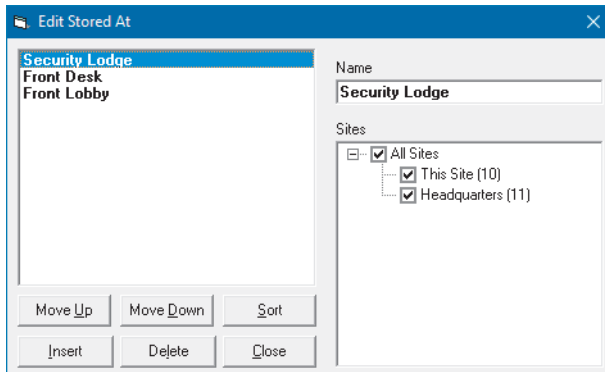 Edit Stored At
Security Lodge
Front Desk
Front Lobby
Move Up
Move Down
Sort
Insert
Delete
Close
Name
Security Lodge
Sites
All Sites
This Site (10)
Headquarters (11)